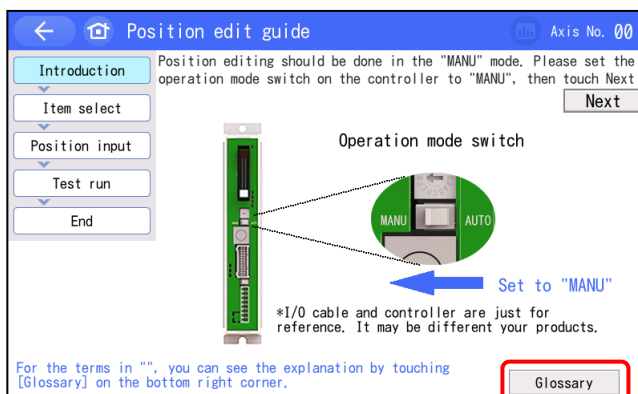 Position edit guide
Axis No. 00
Introduction
Item select
Position input
Test run
End
Position editing should be done in the "MANU" mode. Please set the
operation mode switch on the controller to "MANU", then touch Next
Next
Operation mode switch
MANU
AUTO
Set to "MANU"
*I/O cable and controller are just for
reference. It may be different your products.
For the terms in "", you can see the explanation by touching
[Glossary] on the bottom right corner.
Glossary